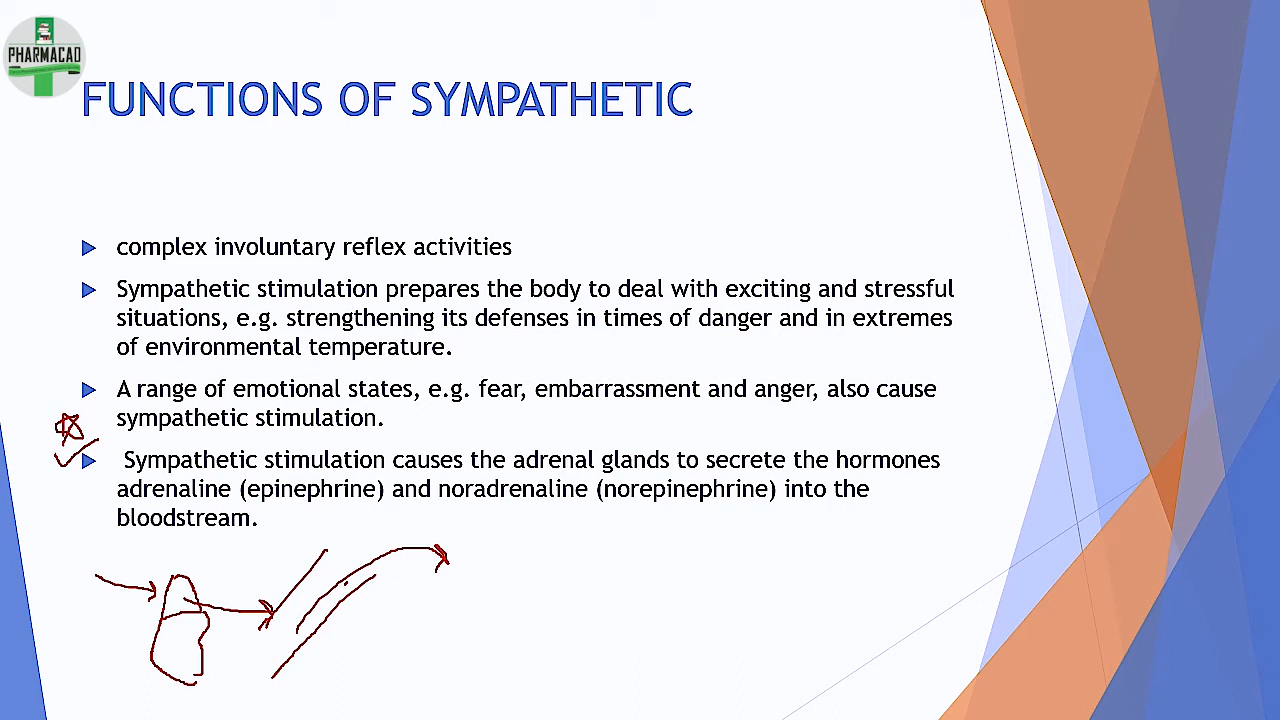 PHARMACAD
FUNCTIONS OF SYMPATHETIC
complex involuntary reflex activities
Sympathetic stimulation prepares the body to deal with exciting and stressful
situations, e.g. strengthening its defenses in times of danger and in extremes
of environmental temperature.
A range of emotional states, e.g. fear, embarrassment and anger, also cause
sympathetic stimulation.
Sympathetic stimulation causes the adrenal glands to secrete the hormones
adrenaline (epinephrine) and noradrenaline (norepinephrine) into the
bloodstream.